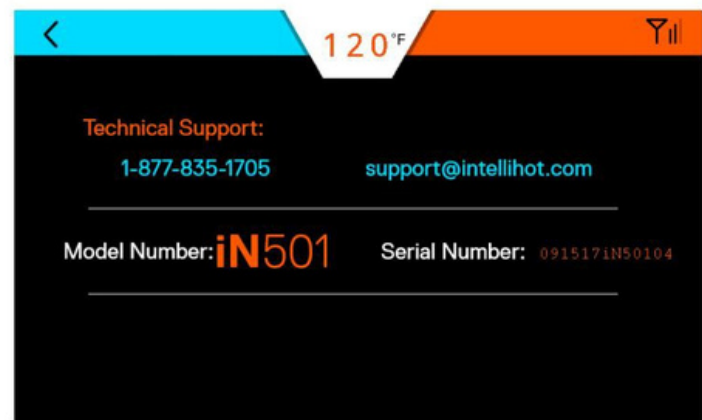 120°F
Technical Support:
1-877-835-1705 support@intellihot.com
Model Number: iN501 Serial Number: 091517iN50104